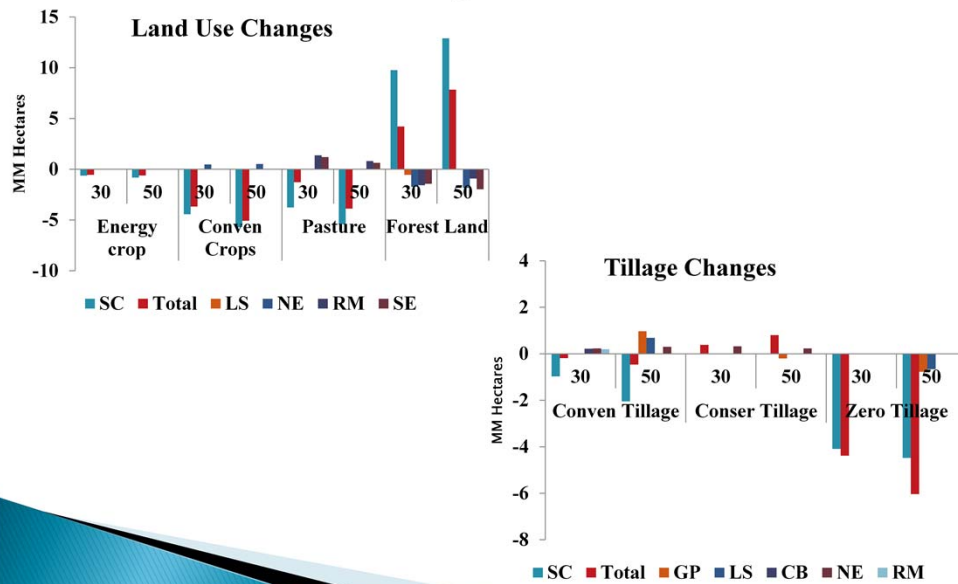 Land Use Changes
15
10
5
0
-5
-10
MM Hectares
30 50 30 50 30 50 30 50
Energy crop
Conven Crops
Pasture
Forest Land
SC Total LS NE RM SE
Tillage Changes
4
2
0
-2
-4
-6
-8
MM Hectares
30 50 30 50 30 50
Conven Tillage Conser Tillage Zero Tillage
SC Total GP LS CB NE RM